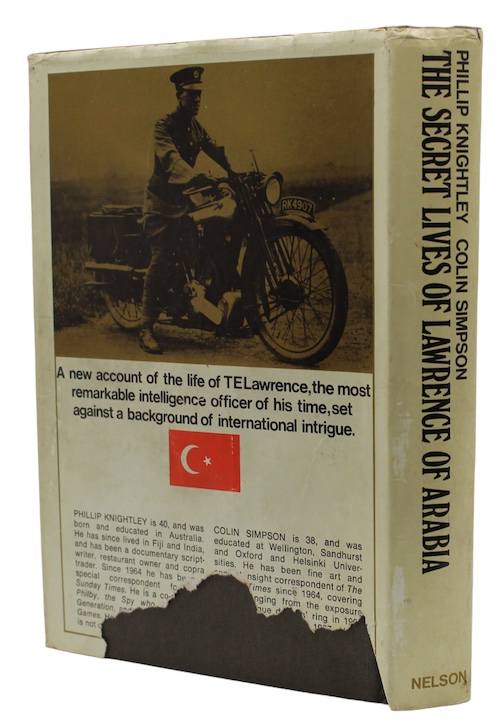 PHILLIP KNIGHTLEY COLIN SIMPSON
THE SECRET LIVES OF LAWRENCE OF ARABIA
NELSON
RK4907
A new account of the life of TELawrence,the most
remarkable intelligence officer of his time,set
against a background of international intrigue.
PHILLIP KNIGHTLEY is 40, and was
born and educated in Australia.
He has since lived in Fiji and India,
and has been a documentary script-
writer, restaurant owner and copra
trader. Since 1964 he has
special correspondent
Sunday Times. He is a
Philby, the Spy who
Generation,
Games. He
is not
COLIN SIMPSON is 38, and was
educated at Wellington, Sandhurst
and Oxford and Helsinki Univer-
sities. He has been fine art and
correspondent of The
Times since 1964, covering
from the exposure
ring in